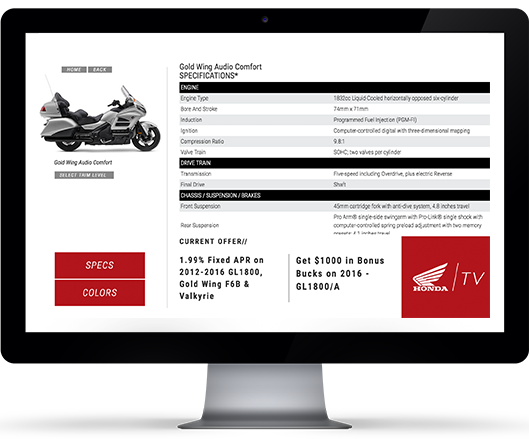 HOME BACK
Gold Wing Audio Comfort
SELECT TRIM LEVEL
SPECS
COLORS
Gold Wing Audio Comfort
SPECIFICATIONS*
ENGINE
Engine Type 1832cc Liquid-Cooled horizontally opposed six-cylinder
Bore And Stroke 74mm x 71mm
Induction Programmed Fuel Injection (PGM-FI)
Ignition Computer-controlled digital with three-dimensional mapping
Compression Ratio 9.8:1
Valve Train SOHC; two valves per cylinder
DRIVE TRAIN
Transmission Five-speed including Overdrive, plus electric Reverse
Final Drive Shaft
CHASSIS / SUSPENSION / BRAKES
Front Suspension 45mm cartridge fork with anti-dive system, 4.8 inches travel
Rear Suspension Pro Arm® single-side swingarm with Pro-Link® single shock with
computer-controlled spring preload adjustment with two memory
presets; 4.1 inches travel
CURRENT OFFER//
1.99% Fixed APR on
2012-2016 GL1800,
Gold Wing F6B &
Valkyrie
Get $1000 in Bonus
Bucks on 2016 -
GL1800/A
HONDA TV